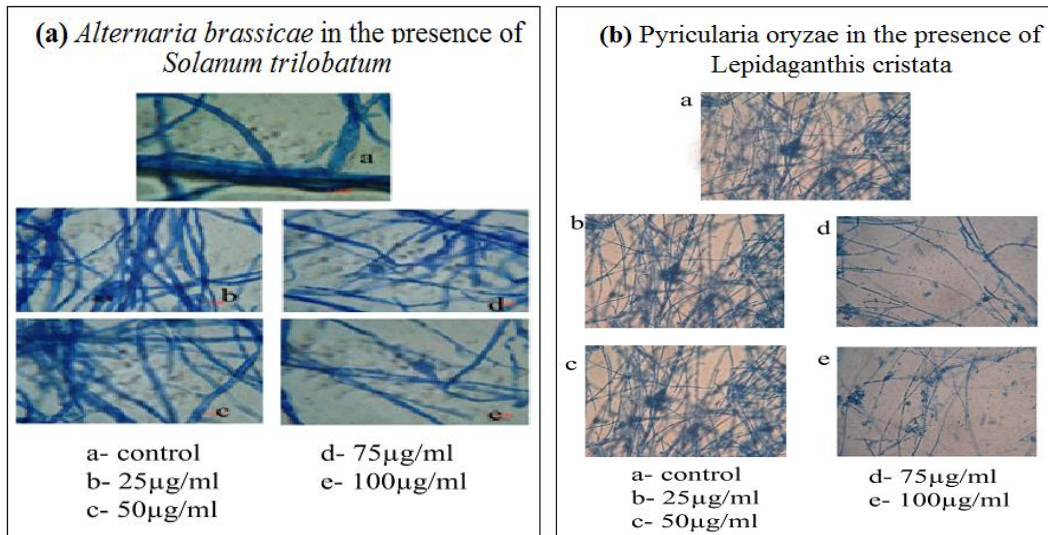 (a) Alternaria brassicae in the presence of
Solanum trilobatum
a
b
d
c
e
a- control
b- 25µg/ml
c- 50µg/ml
d- 75µg/ml
e- 100µg/ml
(b) Pyricularia oryzae in the presence of
Lepidaganthis cristata
a
b
d
c
e
a- control
b- 25µg/ml
c- 50µg/ml
d- 75µg/ml
e- 100µg/ml